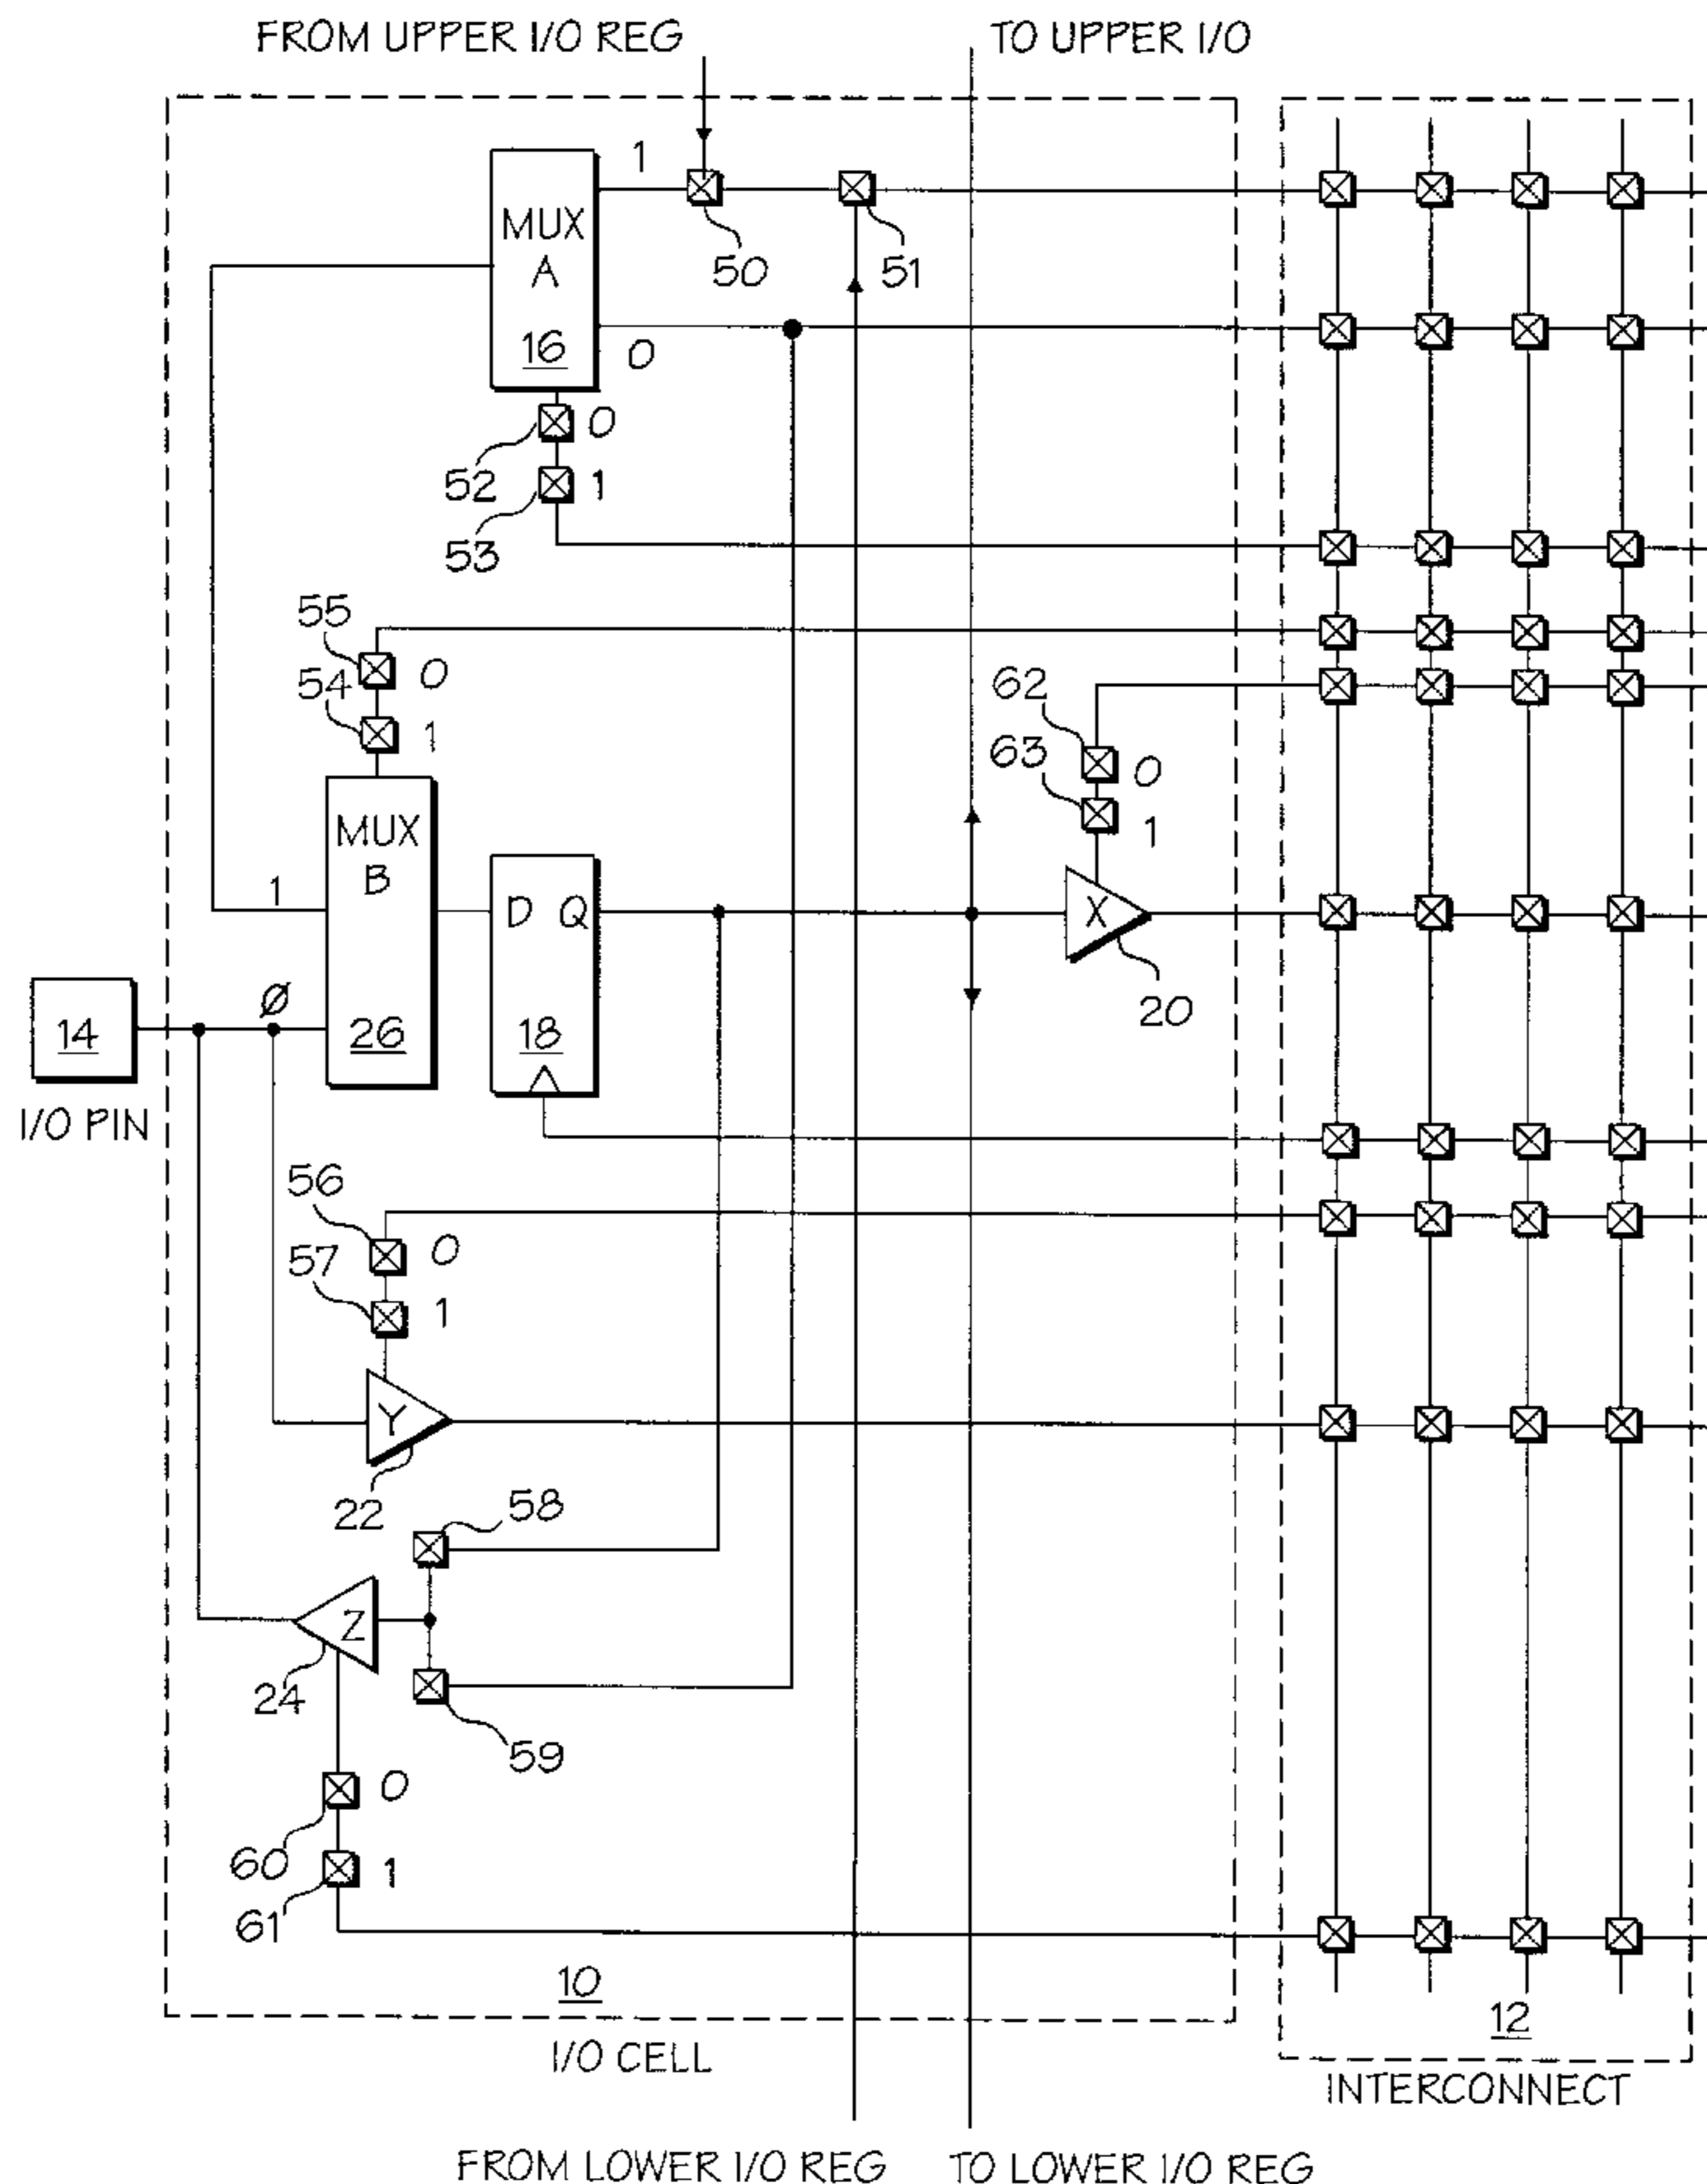 FROM UPPER I/O REG
TO UPPER I/O
1
MUX
A
16
50
51
0
0
52
1
53
55
0
54
1
62
0
63
1
MUX
B
1
D Q
X
20
Ø
14
26
18
I/O PIN
56
0
57
1
Y
22
58
Z
24
59
0
60
1
61
10
12
I/O CELL
INTERCONNECT
FROM LOWER I/O REG
TO LOWER I/O REG